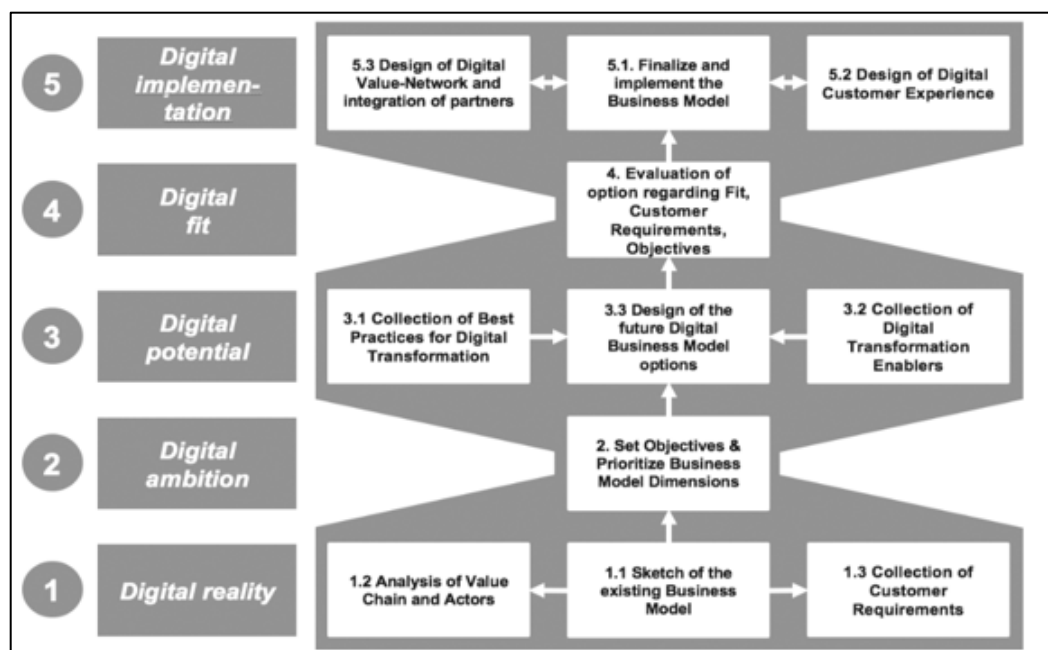 5
Digital
implemen-
tation
5.3 Design of Digital
Value-Network and
integration of partners
5.1. Finalize and
implement the
Business Model
5.2 Design of Digital
Customer Experience
4
Digital
fit
4. Evaluation of
option regarding Fit,
Customer
Requirements,
Objectives
3
Digital
potential
3.1 Collection of Best
Practices for Digital
Transformation
3.3 Design of the
future Digital
Business Model
options
3.2 Collection of
Digital
Transformation
Enablers
2
Digital
ambition
2. Set Objectives &
Prioritize Business
Model Dimensions
1
Digital reality
1.2 Analysis of Value
Chain and Actors
1.1 Sketch of the
existing Business
Model
1.3 Collection of
Customer
Requirements